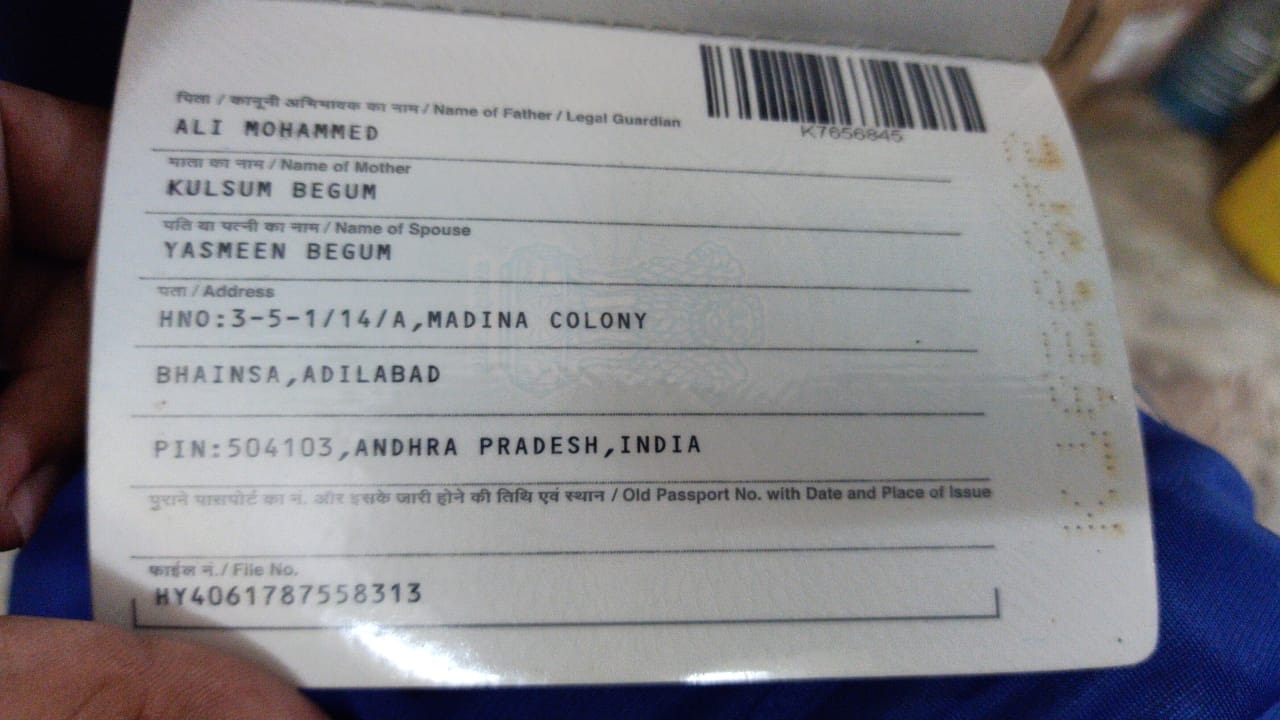 K7656845
पिता / कानूनी अभिभावक का नाम / Name of Father / Legal Guardian
ALI MOHAMMED
माता का नाम / Name of Mother
KULSUM BEGUM
पति या पत्नी का नाम / Name of Spouse
YASMEEN BEGUM
पता / Address
HNO:3-5-1/14/A,MADINA COLONY
BHAINSA,ADILABAD
PIN:504103,ANDHRA PRADESH,INDIA
पुराने पासपोर्ट का नं. और इसके जारी होने की तिथि एवं स्थान / Old Passport No. with Date and Place of Issue
फाईल नं./ File No.
HY4061787558313